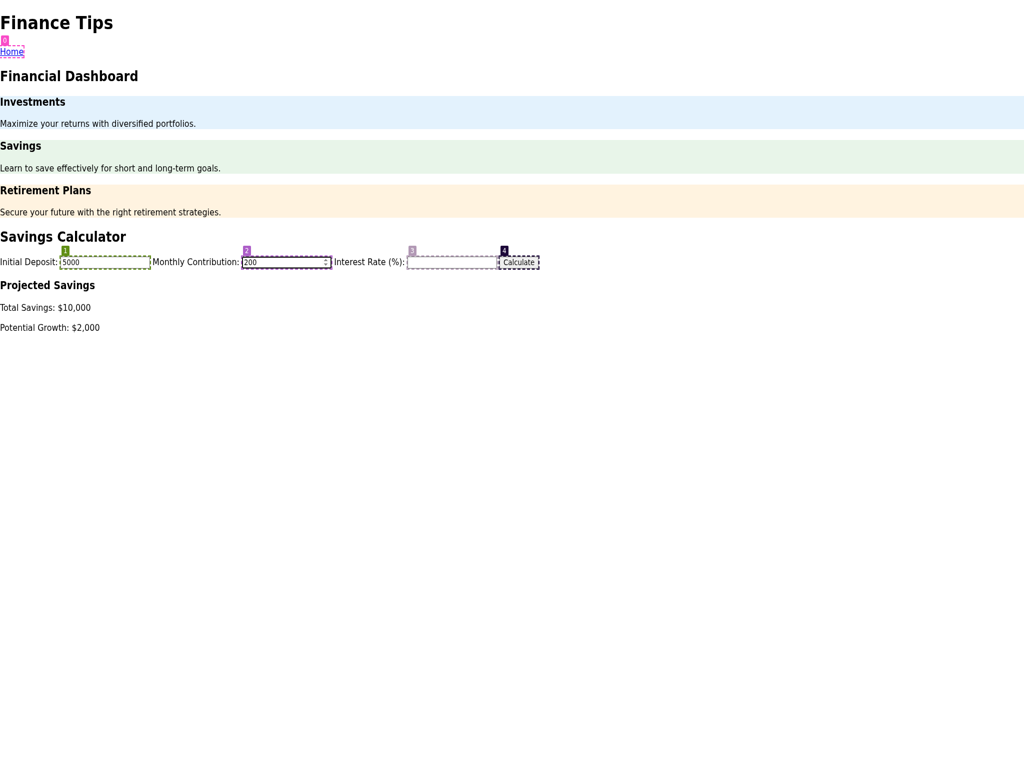 Finance Tips
0
Home
Financial Dashboard
Investments
Maximize your returns with diversified portfolios.
Savings
Learn to save effectively for short and long-term goals.
Retirement Plans
Secure your future with the right retirement strategies.
Savings Calculator
1 2 3 4
Initial Deposit: 5000 Monthly Contribution: 200 Interest Rate (%): Calculate
Projected Savings
Total Savings: $10,000
Potential Growth: $2,000